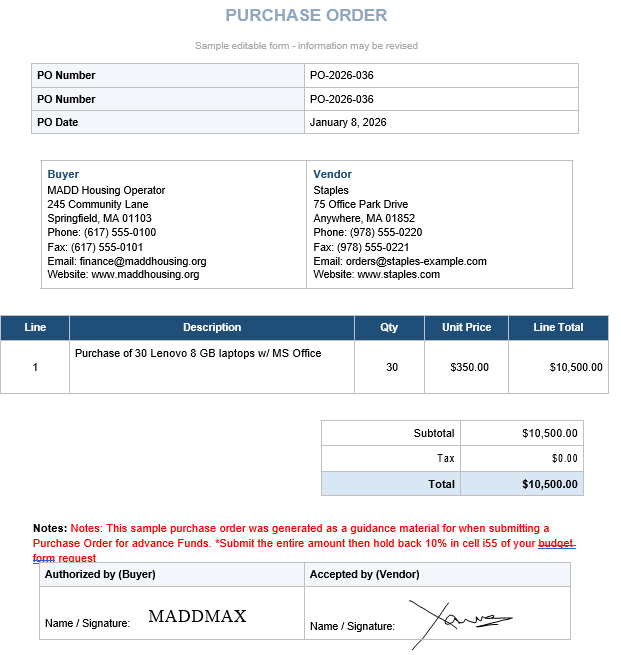 PURCHASE ORDER
Sample editable form - information may be revised
PO Number PO-2026-036
PO Number PO-2026-036
PO Date January 8, 2026
Buyer
MADD Housing Operator
245 Community Lane
Springfield, MA 01103
Phone: (617) 555-0100
Fax: (617) 555-0101
Email: finance@maddhousing.org
Website: www.maddhousing.org
Vendor
Staples
75 Office Park Drive
Anywhere, MA 01852
Phone: (978) 555-0220
Fax: (978) 555-0221
Email: orders@staples-example.com
Website: www.staples.com
Line Description Qty Unit Price Line Total
1 Purchase of 30 Lenovo 8 GB laptops w/ MS Office 30 $350.00 $10,500.00
Subtotal $10,500.00
Tax $0.00
Total $10,500.00
Notes: Notes: This sample purchase order was generated as a guidance material for when submitting a
Purchase Order for advance Funds. *Submit the entire amount then hold back 10% in cell i55 of your budget
form request
Authorized by (Buyer) Accepted by (Vendor)
Name / Signature: MADDMAX
Name / Signature: